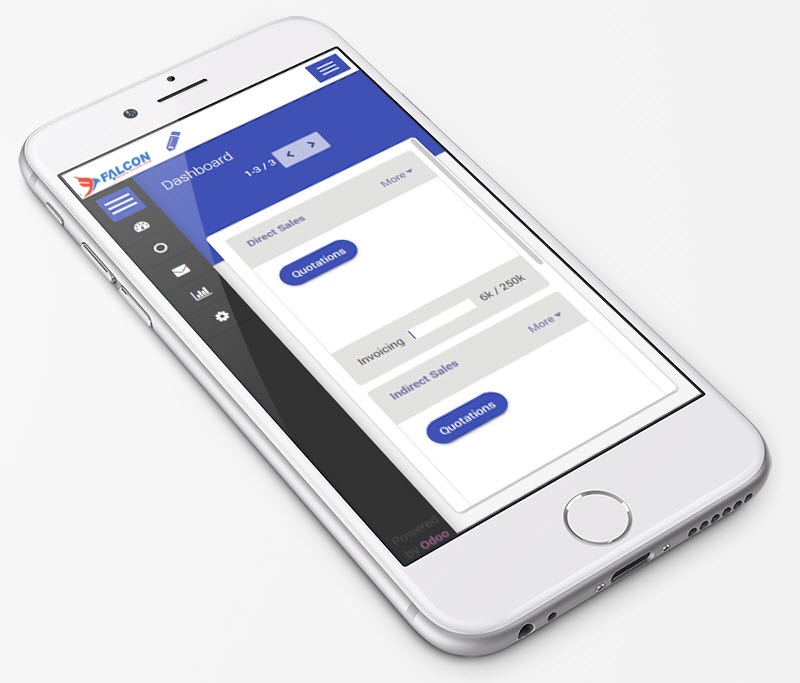 FALCON
Dashboard
1-3 / 3
Direct Sales
More
Quotations
Invoicing
6k / 250k
Indirect Sales
More
Quotations
Powered
by Odoo